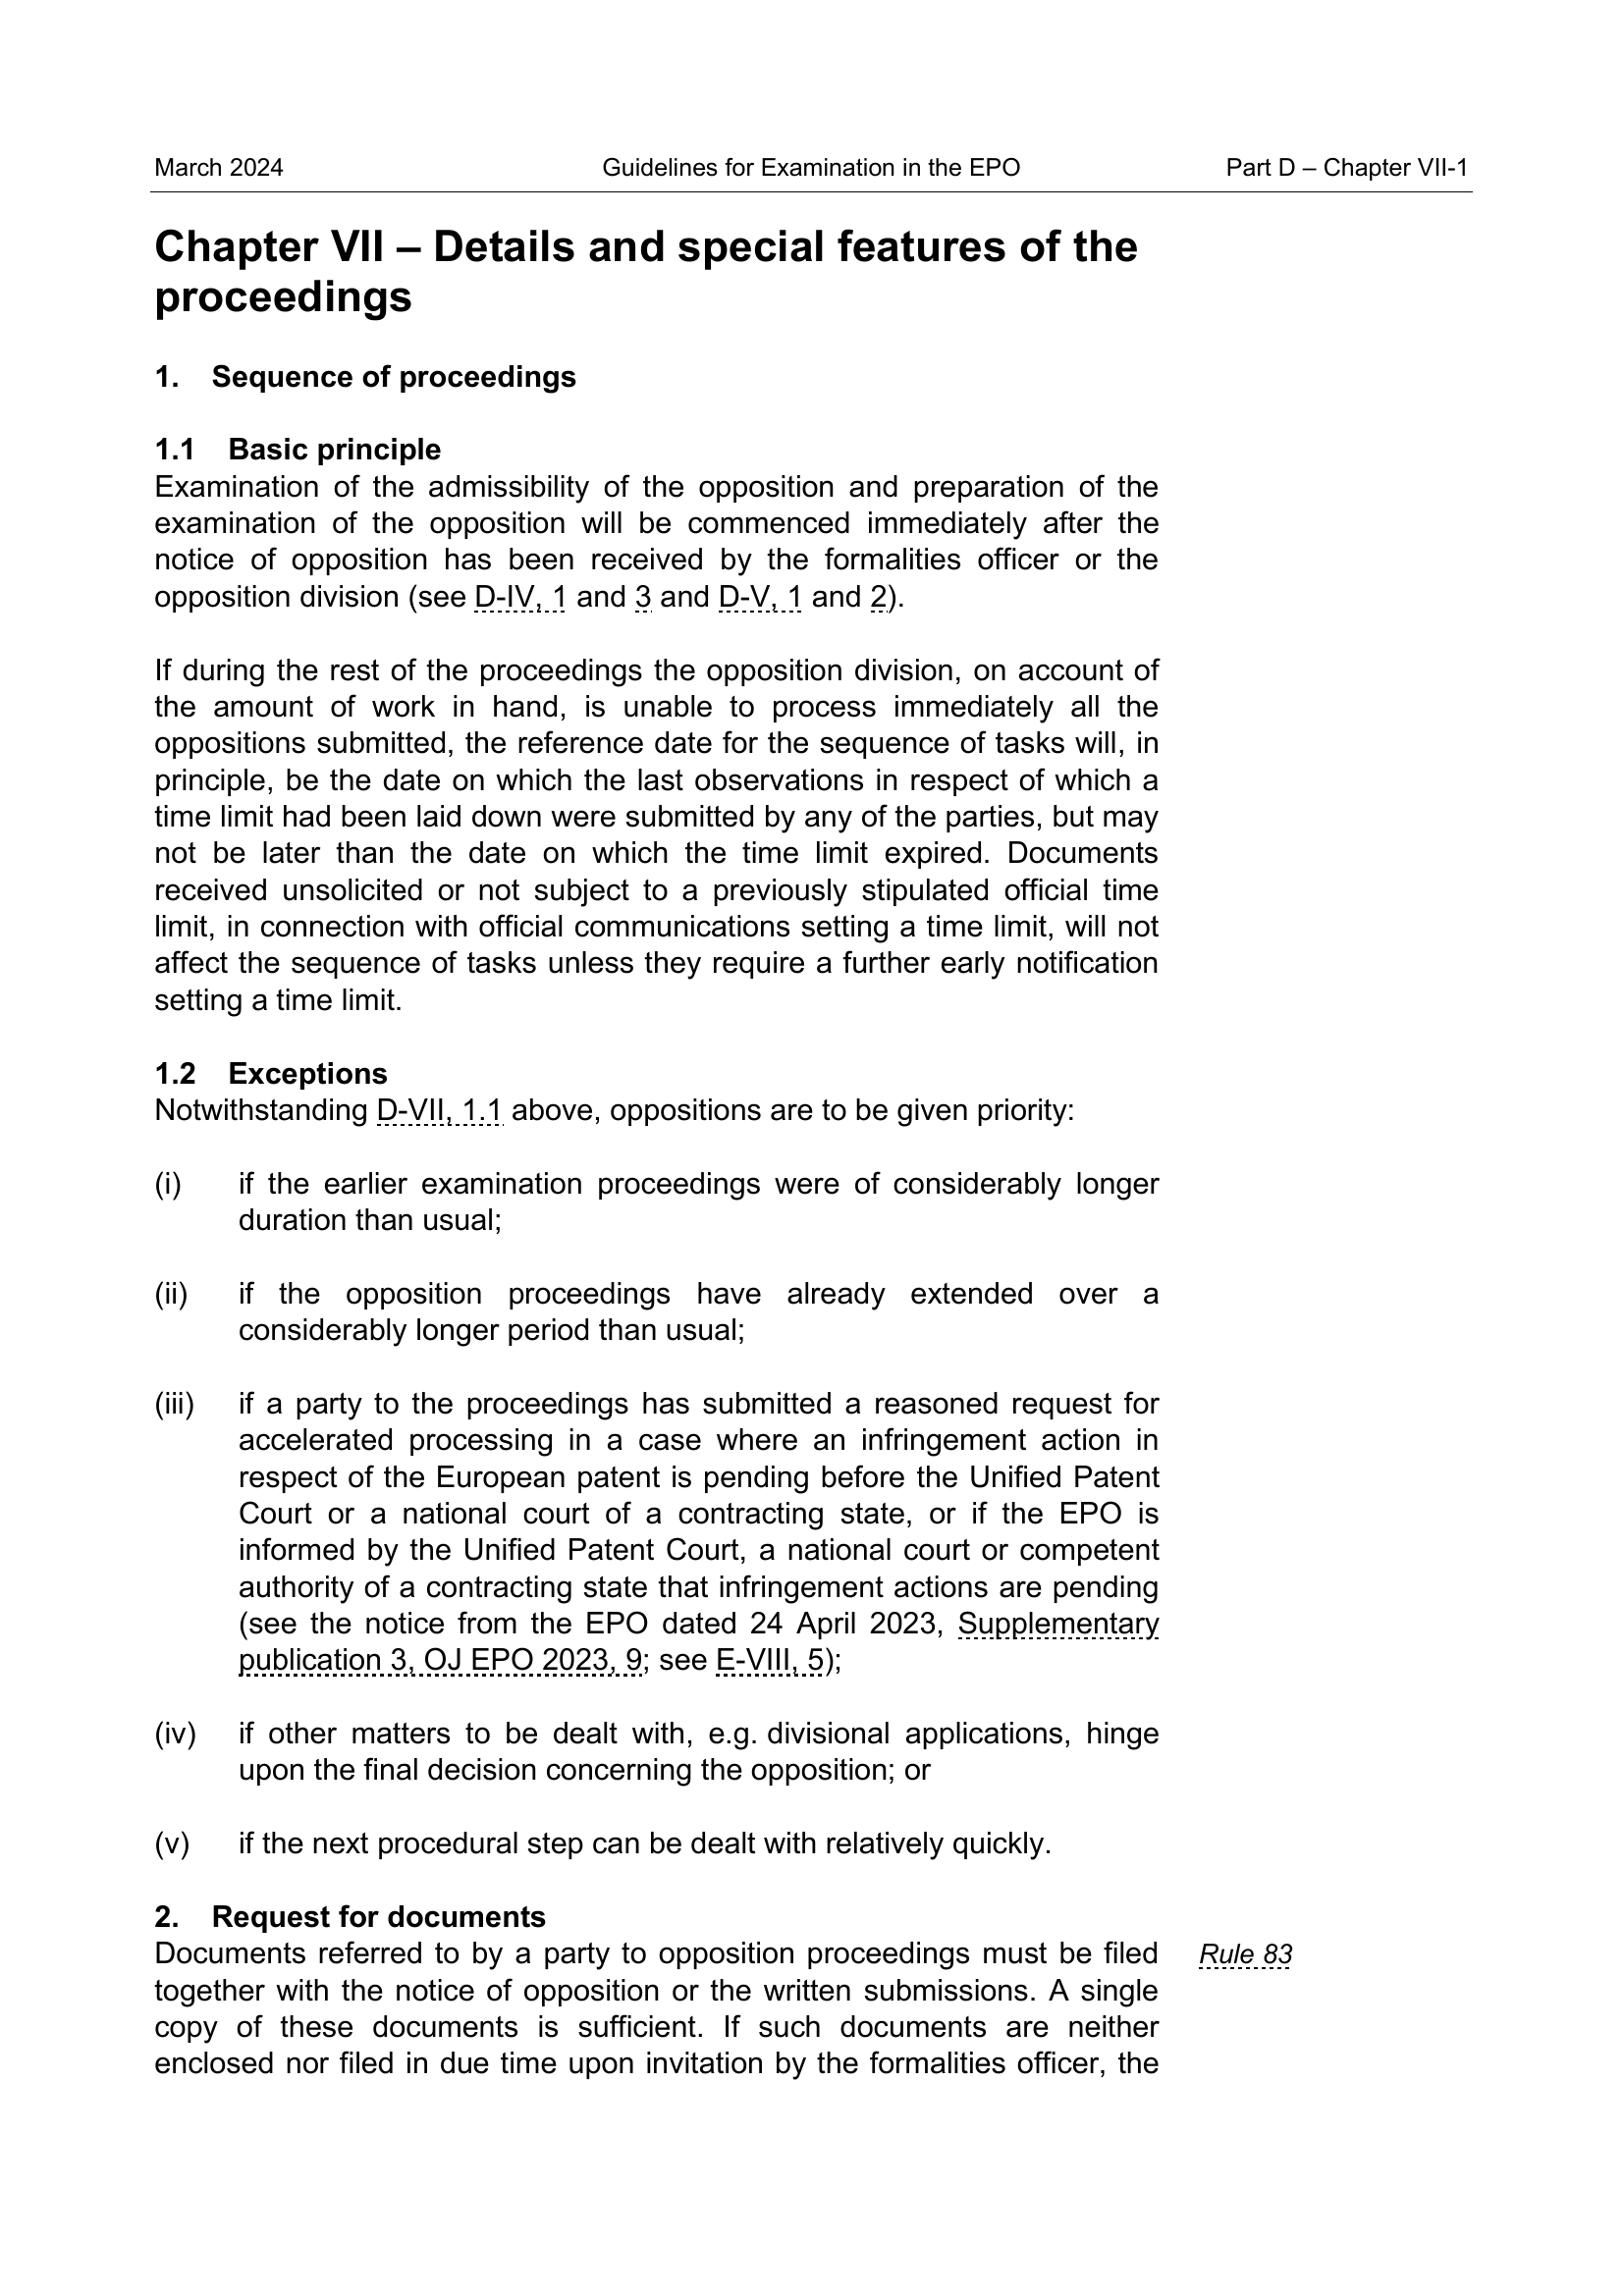 March 2024 Guidelines for Examination in the EPO Part D – Chapter VII-1
Chapter VII – Details and special features of the
proceedings
1. Sequence of proceedings
1.1 Basic principle
Examination of the admissibility of the opposition and preparation of the
examination of the opposition will be commenced immediately after the
notice of opposition has been received by the formalities officer or the
opposition division (see D-IV, 1 and 3 and D-V, 1 and 2).
If during the rest of the proceedings the opposition division, on account of
the amount of work in hand, is unable to process immediately all the
oppositions submitted, the reference date for the sequence of tasks will, in
principle, be the date on which the last observations in respect of which a
time limit had been laid down were submitted by any of the parties, but may
not be later than the date on which the time limit expired. Documents
received unsolicited or not subject to a previously stipulated official time
limit, in connection with official communications setting a time limit, will not
affect the sequence of tasks unless they require a further early notification
setting a time limit.
1.2 Exceptions
Notwithstanding D-VII, 1.1 above, oppositions are to be given priority:
(i) if the earlier examination proceedings were of considerably longer
duration than usual;
(ii) if the opposition proceedings have already extended over a
considerably longer period than usual;
(iii) if a party to the proceedings has submitted a reasoned request for
accelerated processing in a case where an infringement action in
respect of the European patent is pending before the Unified Patent
Court or a national court of a contracting state, or if the EPO is
informed by the Unified Patent Court, a national court or competent
authority of a contracting state that infringement actions are pending
(see the notice from the EPO dated 24 April 2023, Supplementary
publication 3, OJ EPO 2023, 9; see E-VIII, 5);
(iv) if other matters to be dealt with, e.g. divisional applications, hinge
upon the final decision concerning the opposition; or
(v) if the next procedural step can be dealt with relatively quickly.
2. Request for documents
Documents referred to by a party to opposition proceedings must be filed Rule 83
together with the notice of opposition or the written submissions. A single
copy of these documents is sufficient. If such documents are neither
enclosed nor filed in due time upon invitation by the formalities officer, the